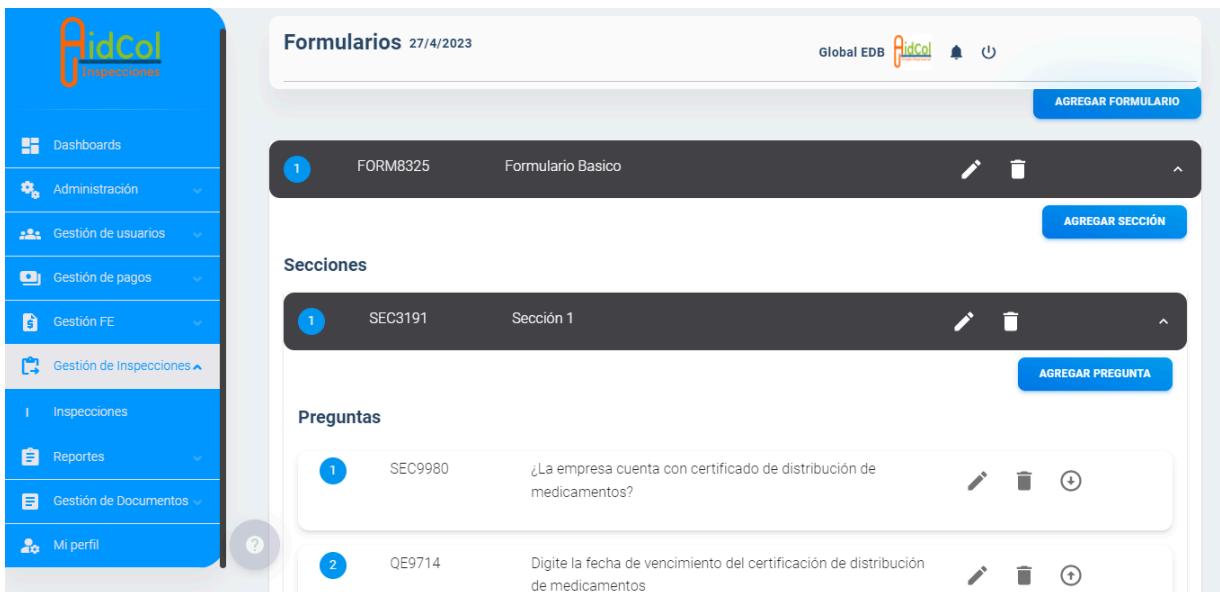 AidCol
Inspecciones
Dashboards
Administración
Gestión de usuarios
Gestión de pagos
Gestión FE
Gestión de Inspecciones
I Inspecciones
Reportes
Gestión de Documentos
Mi perfil
?
Formularios 27/4/2023
Global EDB AidCol
AGREGAR FORMULARIO
1 FORM8325 Formulario Basico
AGREGAR SECCIÓN
Secciones
1 SEC3191 Sección 1
AGREGAR PREGUNTA
Preguntas
1 SEC9980 ¿La empresa cuenta con certificado de distribución de
medicamentos?
2 QE9714 Digite la fecha de vencimiento del certificación de distribución
de medicamentos